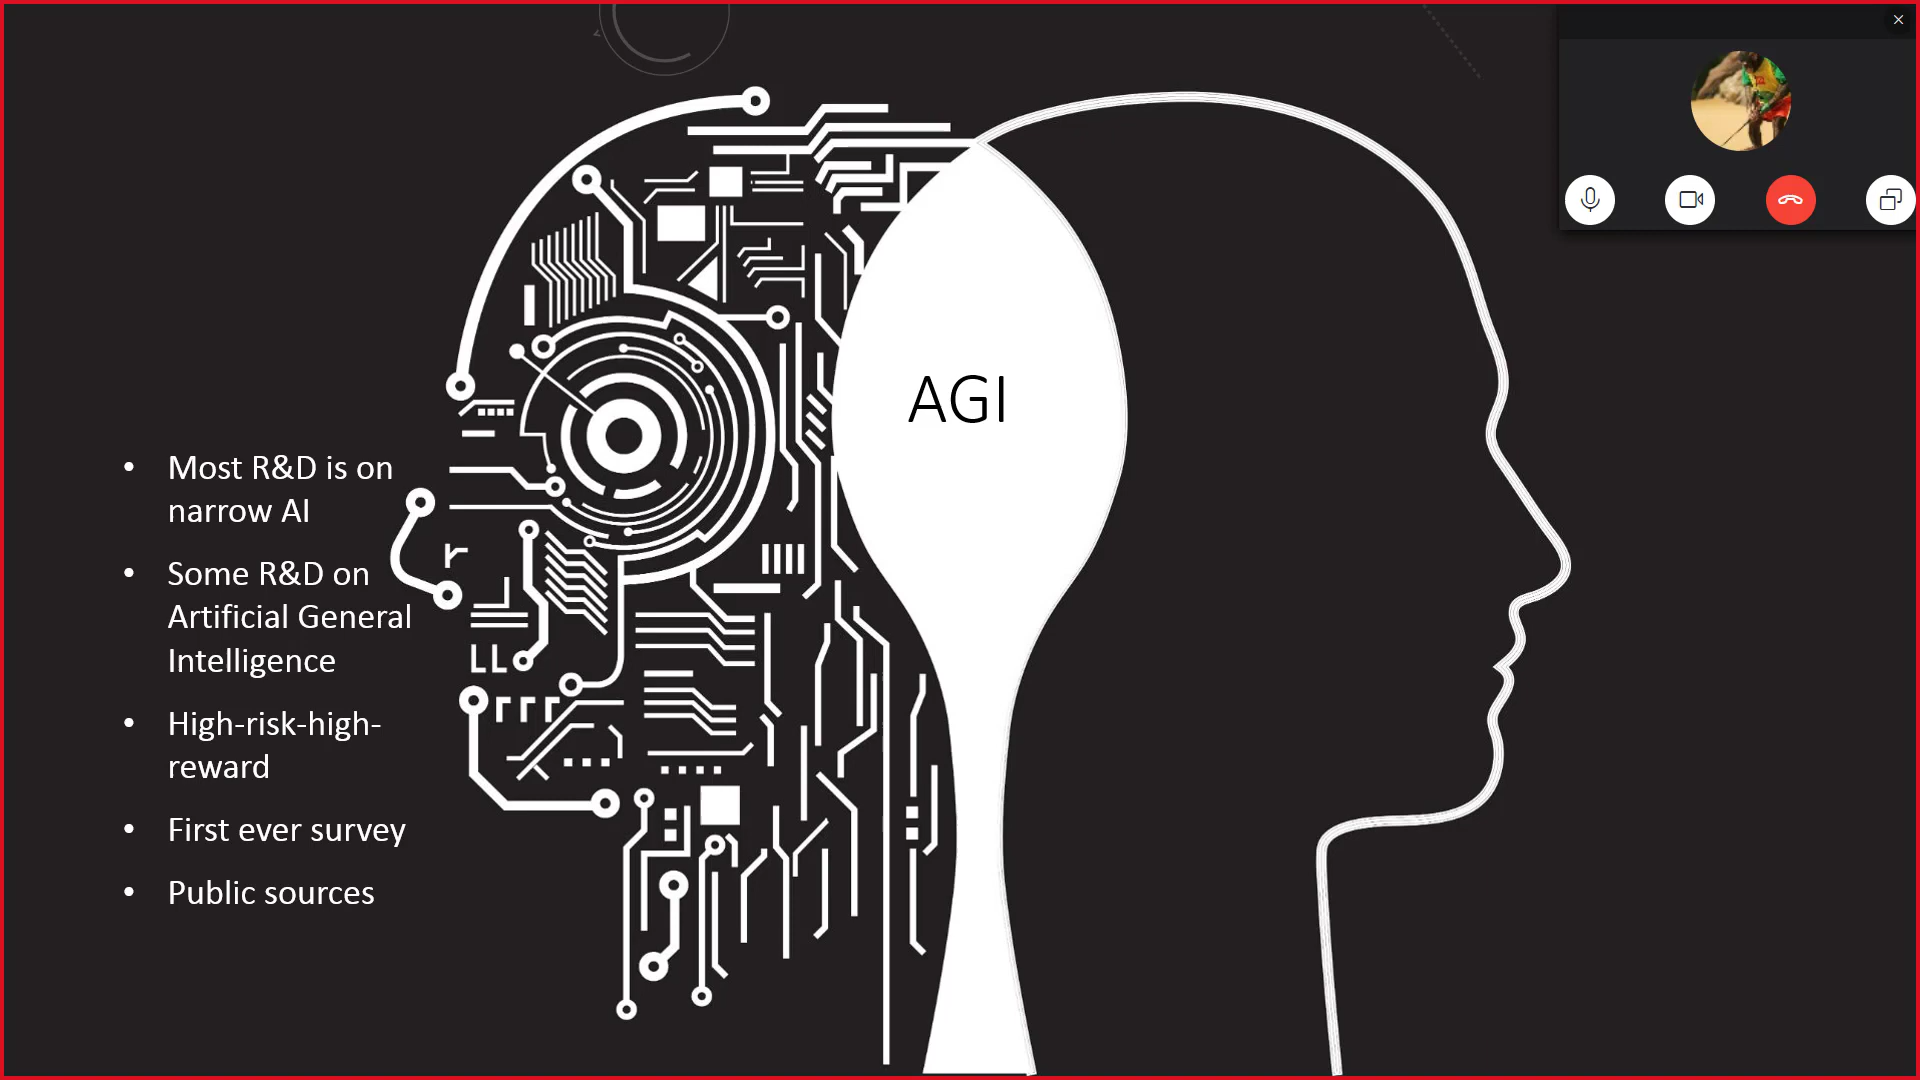 AGI
• Most R&D is on
narrow AI
• Some R&D on
Artificial General
Intelligence
• High-risk-high-
reward
• First ever survey
• Public sources